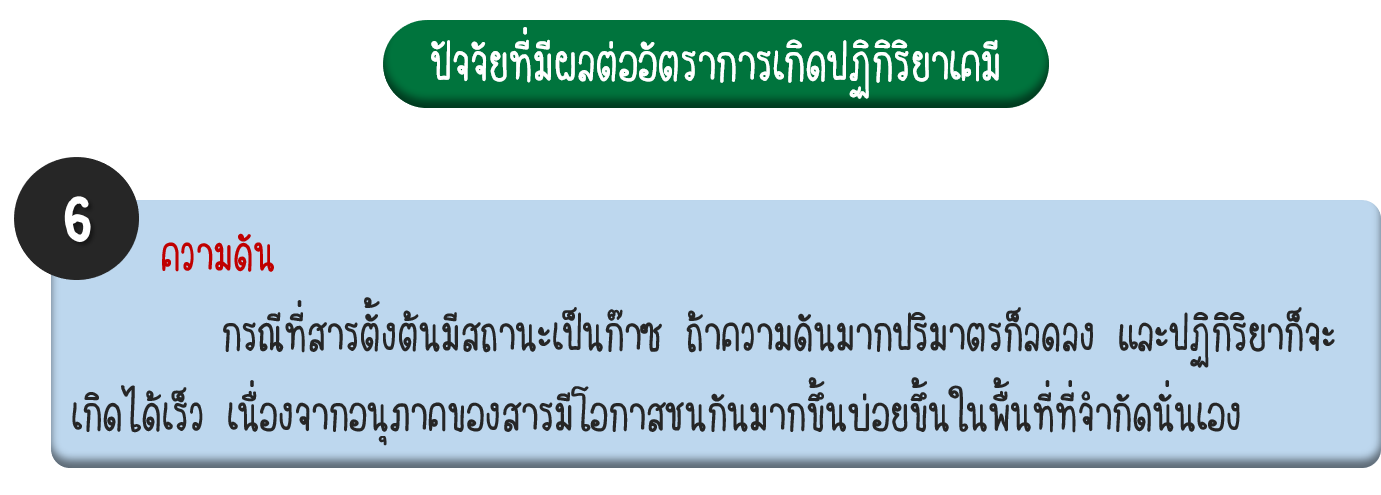 ปัจจัยที่มีผลต่ออัตราการเกิดปฏิกิริยาเคมี
6
ความดัน
กรณีที่สารตั้งต้นมีสถานะเป็นก๊าซ ถ้าความดันมากปริมาตรก็ลดลง และปฏิกิริยาก็จะ
เกิดได้เร็ว เนื่องจากอนุภาคของสารมีโอกาสชนกันมากขึ้นบ่อยขึ้นในพื้นที่ที่จำกัดนั่นเอง